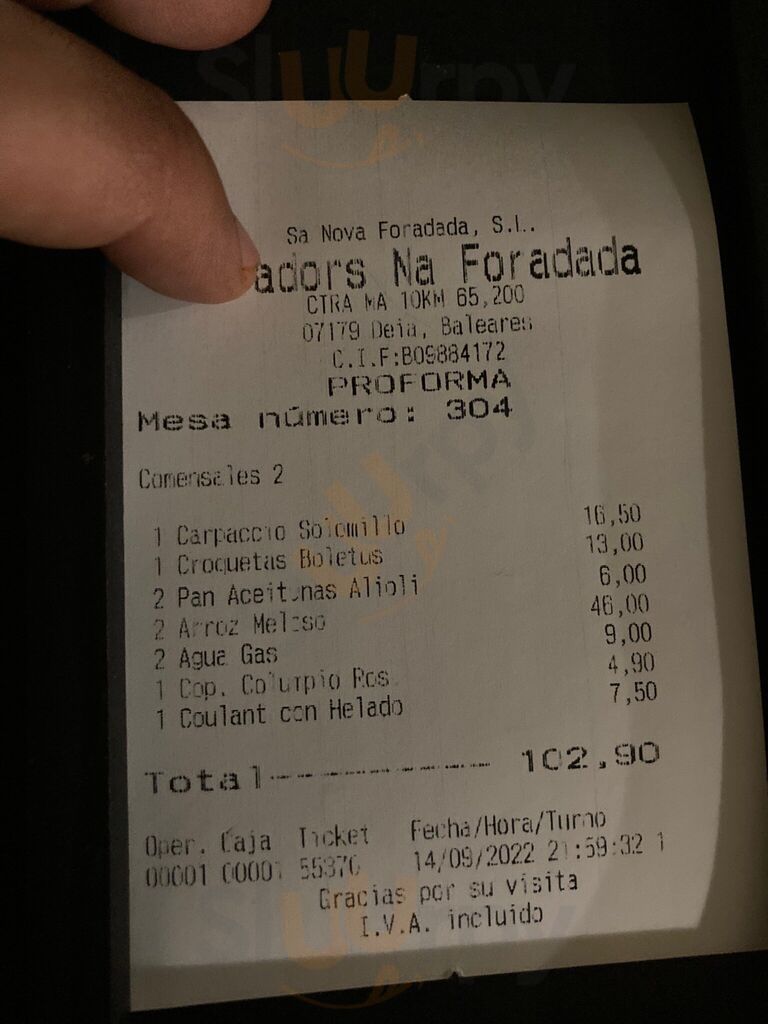 Sa Nova Foradada, S.L.
adors Na Foradada
CTRA MA 10KM 65,200
07179 Deia, Baleares
C.I.F:B09884172
PROFORMA
Mesa número: 304
Comensales 2
1 Carpaccio Solomillo 16,50
1 Croquetas Boletus 13,00
2 Pan Aceitunas Alioli 6,00
2 Arroz Meloso 46,00
2 Agua Gas 9,00
1 Cop. Columpio Ros 4,90
1 Coulant con Helado 7,50
Total 102,90
Oper. Caja Ticket Fecha/Hora/Turno
00001 00001 55370 14/09/2022 21:59:32 1
Gracias por su visita
I.V.A. incluido
Sluurpy